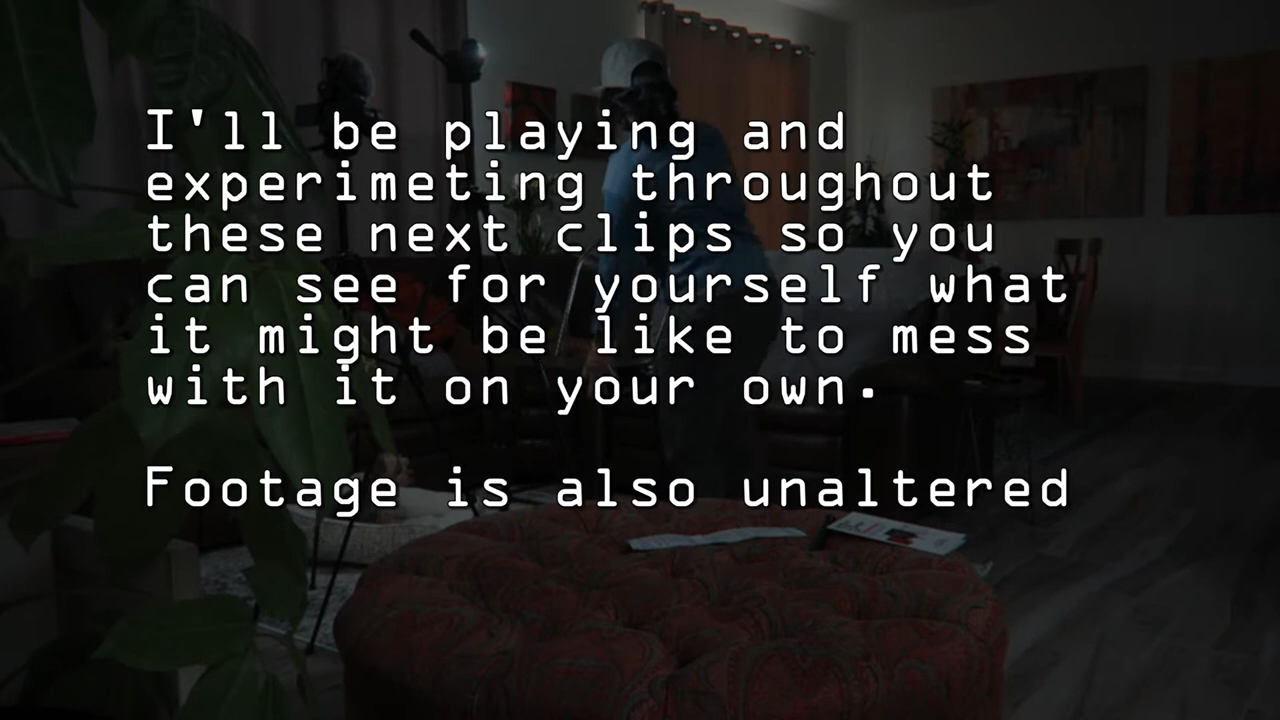 I'll be playing and
experimeting throughout
these next clips so you
can see for yourself what
it might be like to mess
with it on your own.
Footage is also unaltered